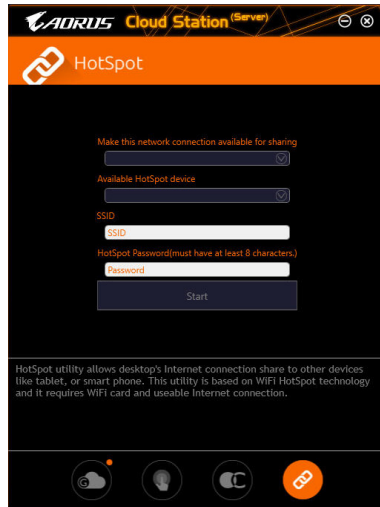 AORUS Cloud Station (Server)
HotSpot
Make this network connection available for sharing
Available HotSpot device
SSID
SSID
HotSpot Password(must have at least 8 characters.)
Password
Start
HotSpot utility allows desktop's Internet connection share to other devices
like tablet, or smart phone. This utility is based on WiFi HotSpot technology
and it requires WiFi card and useable Internet connection.
G